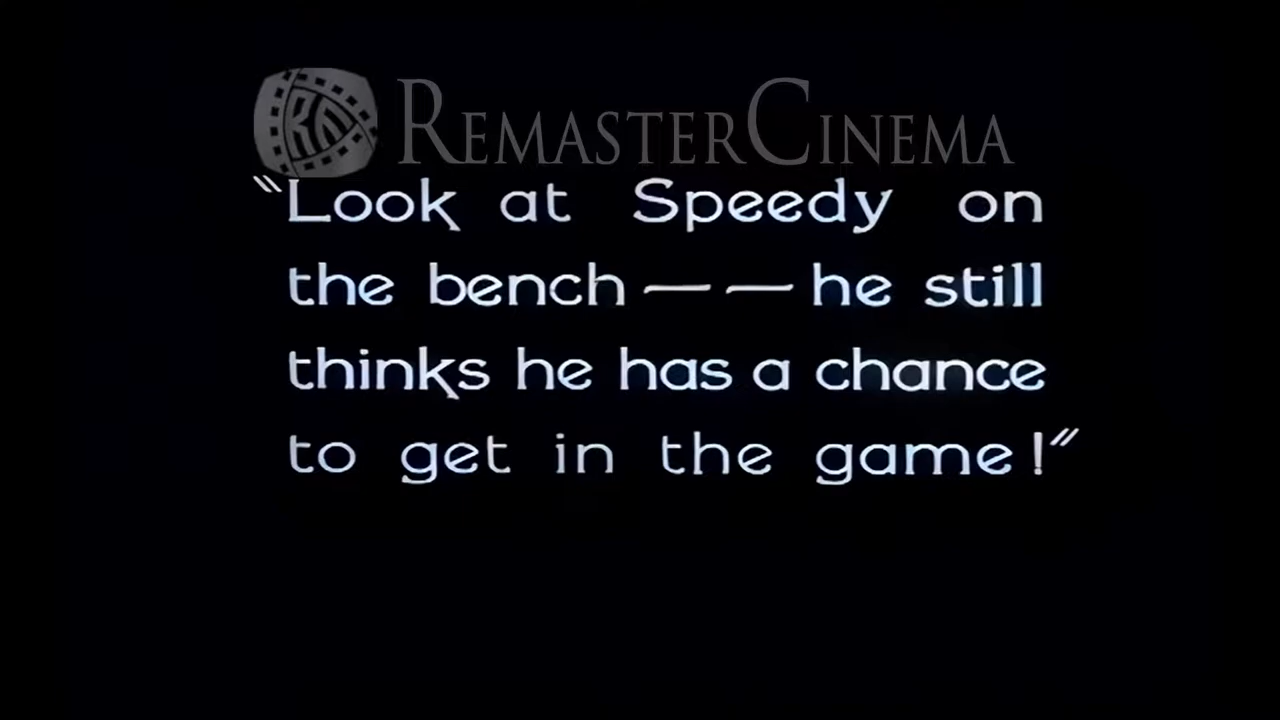 REMASTERCINEMA
"Look at Speedy on
the bench — — he still
thinks he has a chance
to get in the game!"